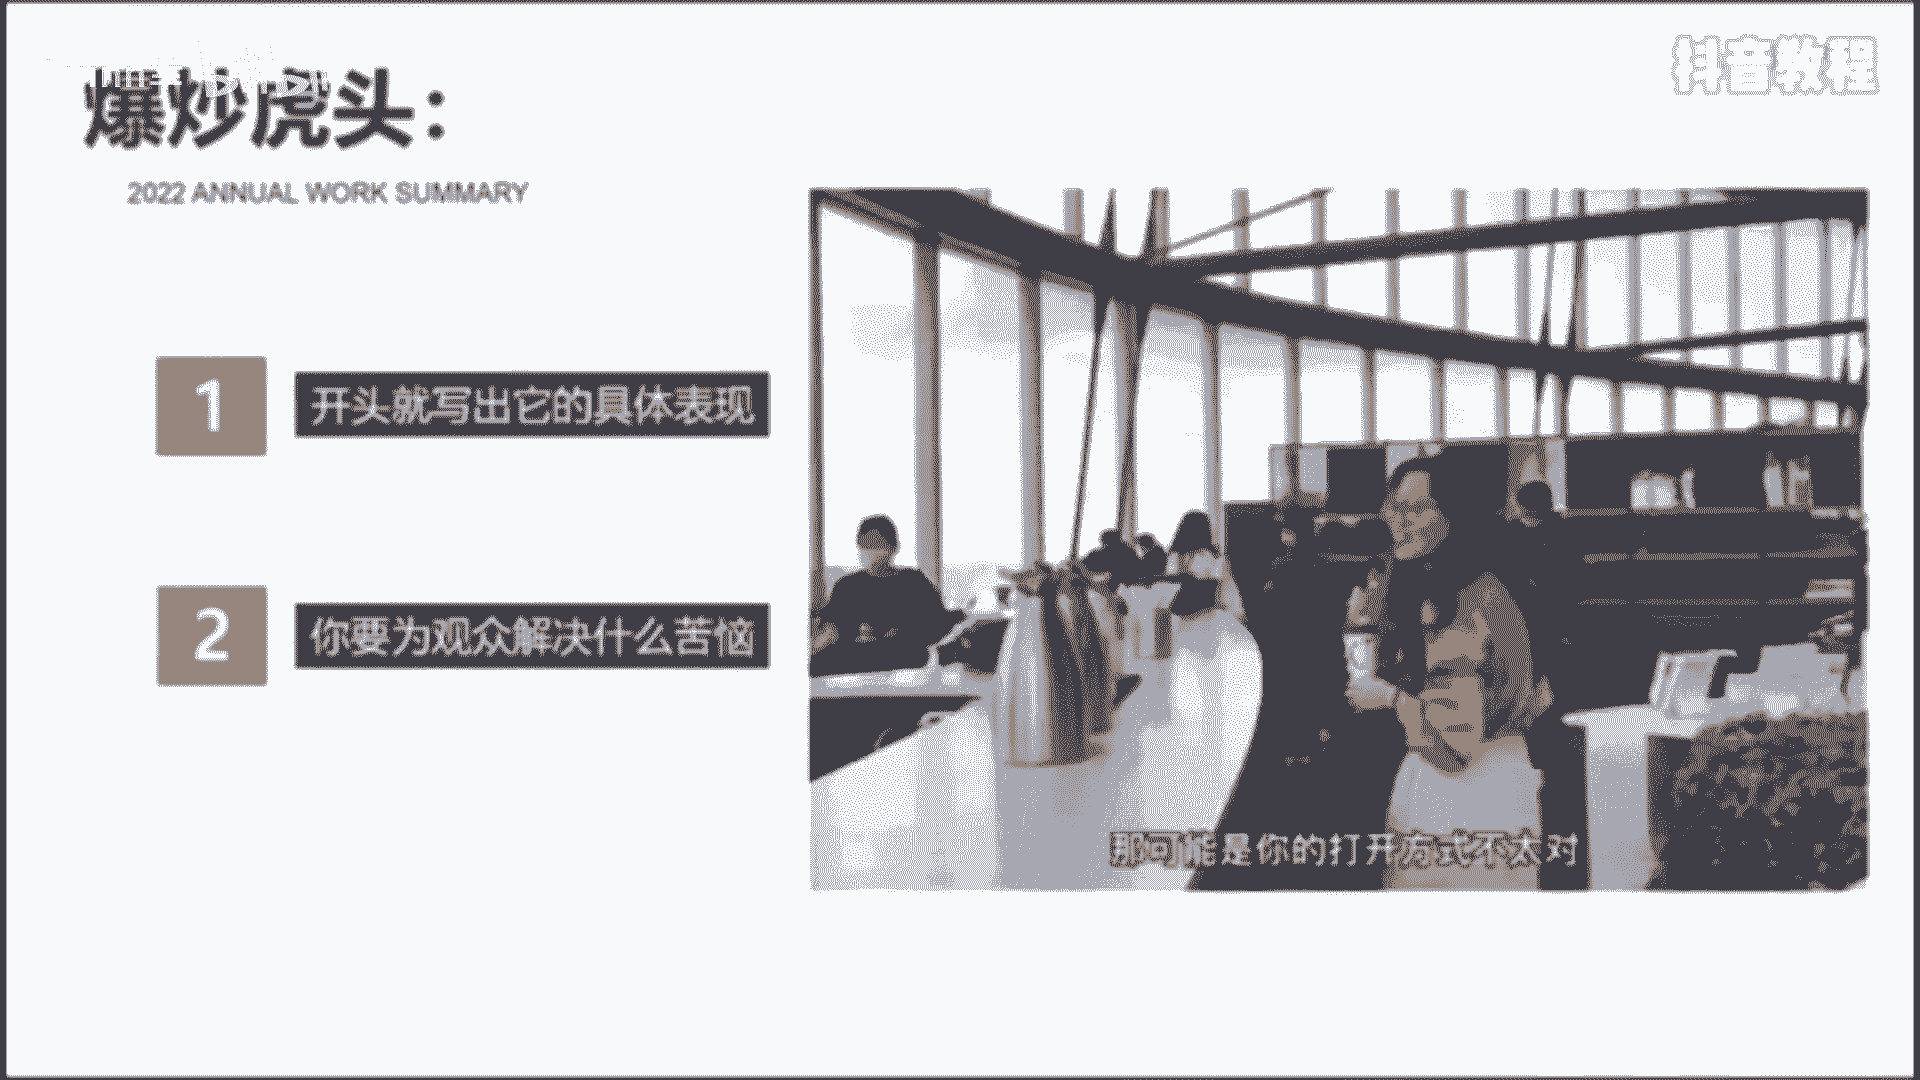 爆炒虎头：
抖音教程
2022 ANNUAL WORK SUMMARY
1
开头就写出它的具体表现
2
你要为观众解决什么苦恼
那可能是你的打开方式不太对